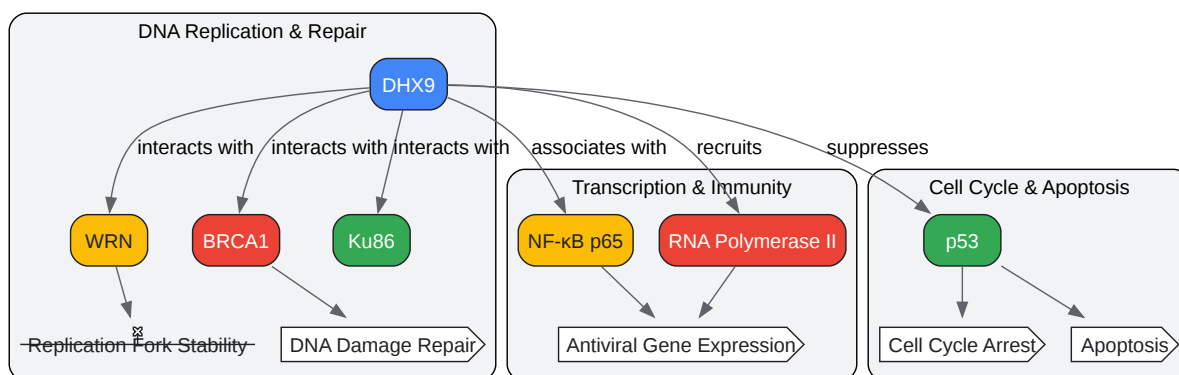 DNA Replication & Repair
DHX9
interacts with
interacts with
interacts with
associates with
recruits
suppresses
Transcription & Immunity
Cell Cycle & Apoptosis
WRN
BRCA1
Ku86
NF-κB p65
RNA Polymerase II
p53
Replication Fork Stability
DNA Damage Repair
Antiviral Gene Expression
Cell Cycle Arrest
Apoptosis